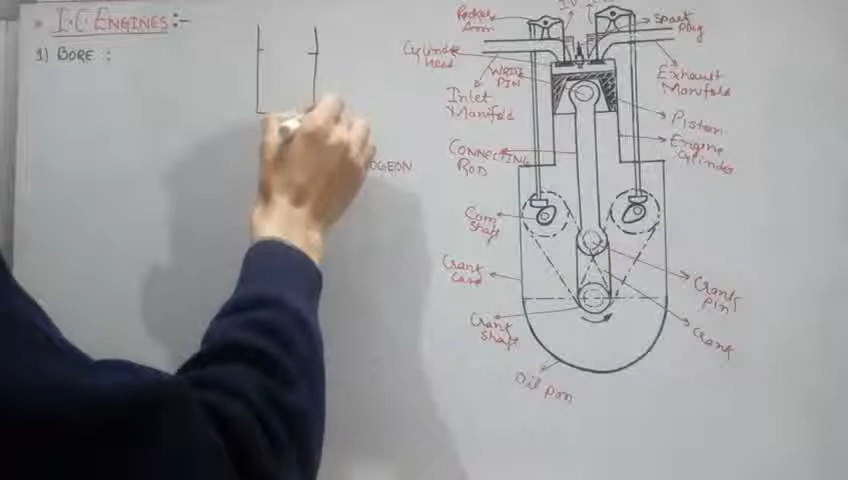 * I.C ENGINES :-
1) BORE :
Rocker
Arm
I.V
Spark
plug
Cylinder
head
WRIST
PIN
Exhaust
Manifold
Inlet
Manifold
Piston
Engine
Cylinder
CONNECTING
ROD
OGEON
Cam
shaft
Crank
case
Crank
Pin
Crank
shaft
Crank
Oil pan